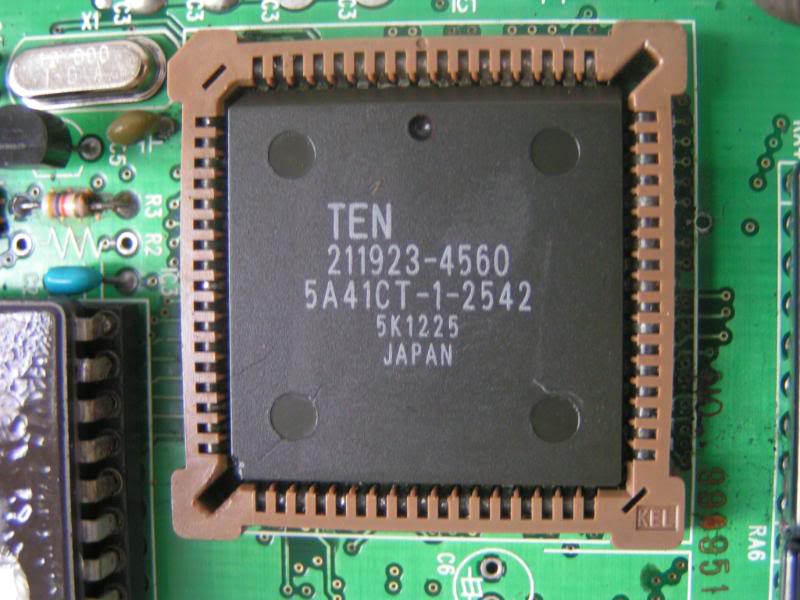 X1
C3
C3
C3
IC1
TEN
211923-4560
5A41CT-1-2542
5K1225
JAPAN
KEL
C5
R3
R2
C6
RA6